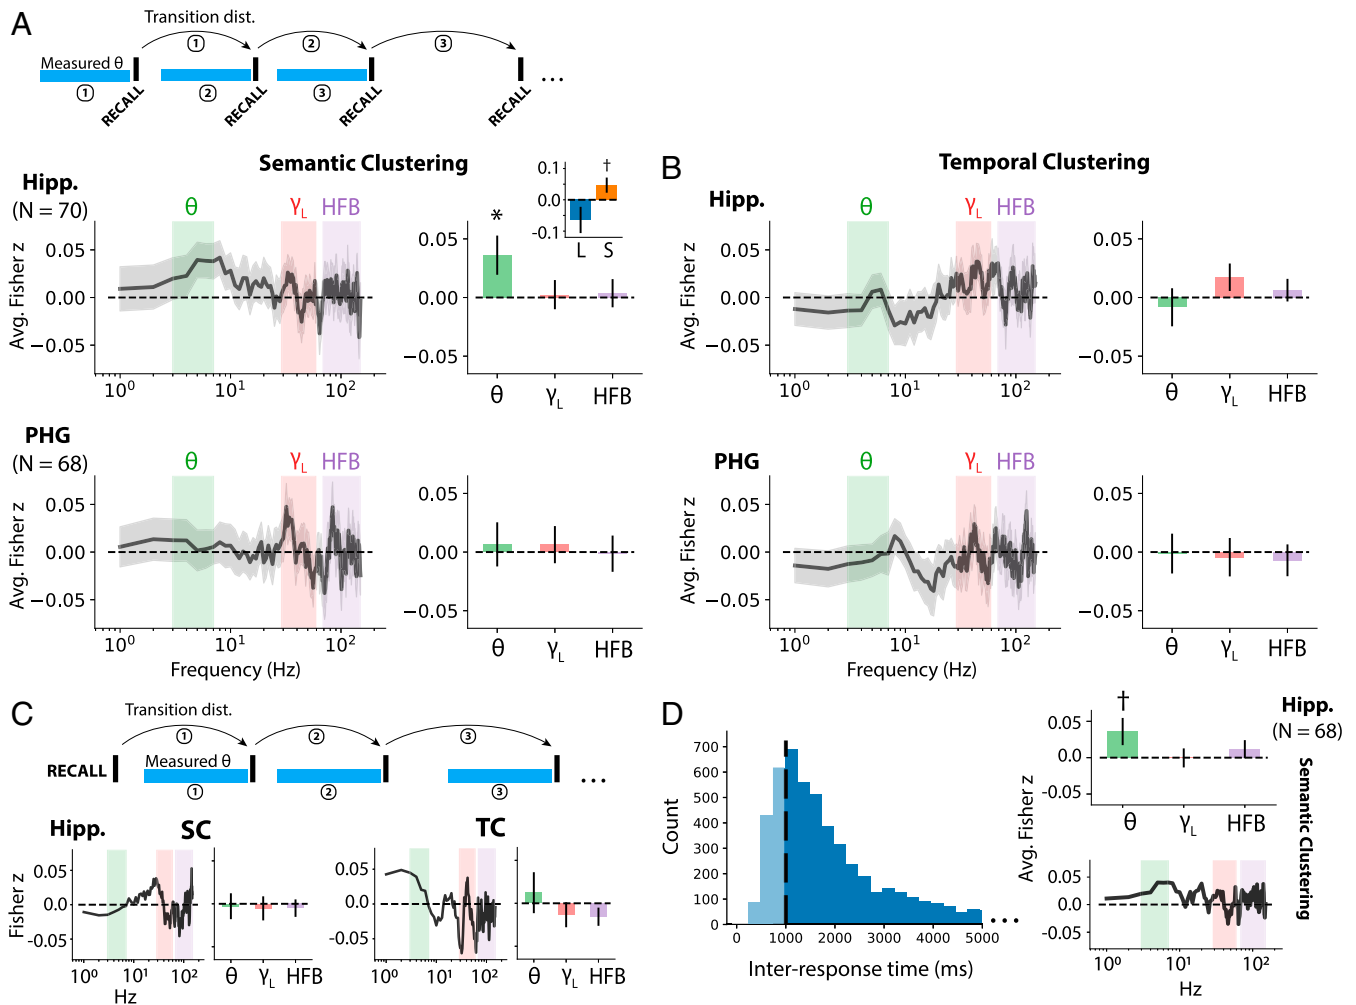 A
Transition dist.
1 2 3
Measured θ
1 2 3
RECALL RECALL RECALL RECALL
...
Semantic Clustering
Hipp.
(N = 70)
θ γL HFB
Avg. Fisher z
0.05
0.00
−0.05
10⁰ 10¹ 10²
*
0.05
0.00
−0.05
θ γL HFB
†
0.1
0.0
-0.1
L S
PHG
(N = 68)
θ γL HFB
Avg. Fisher z
0.05
0.00
−0.05
10⁰ 10¹ 10²
Frequency (Hz)
0.05
0.00
−0.05
θ γL HFB
B
Temporal Clustering
Hipp.
θ γL HFB
Avg. Fisher z
0.05
0.00
−0.05
10⁰ 10¹ 10²
0.05
0.00
−0.05
θ γL HFB
PHG
θ γL HFB
Avg. Fisher z
0.05
0.00
−0.05
10⁰ 10¹ 10²
Frequency (Hz)
0.05
0.00
−0.05
θ γL HFB
C
Transition dist.
1 2 3
RECALL
Measured θ
1 2 3
...
Hipp.
SC
TC
Fisher z
0.05
0.0
-0.05
10⁰ 10¹ 10²
Hz
θ γL HFB
0.05
0.0
-0.05
10⁰ 10¹ 10²
θ γL HFB
D
Count
700
600
500
400
300
200
100
0
0 1000 2000 3000 4000 5000 ...
Inter-response time (ms)
†
Hipp.
(N = 68)
Semantic Clustering
Avg. Fisher z
0.05
0.0
-0.05
θ γL HFB
0.05
0.0
-0.05
10⁰ 10¹ 10²
Hz